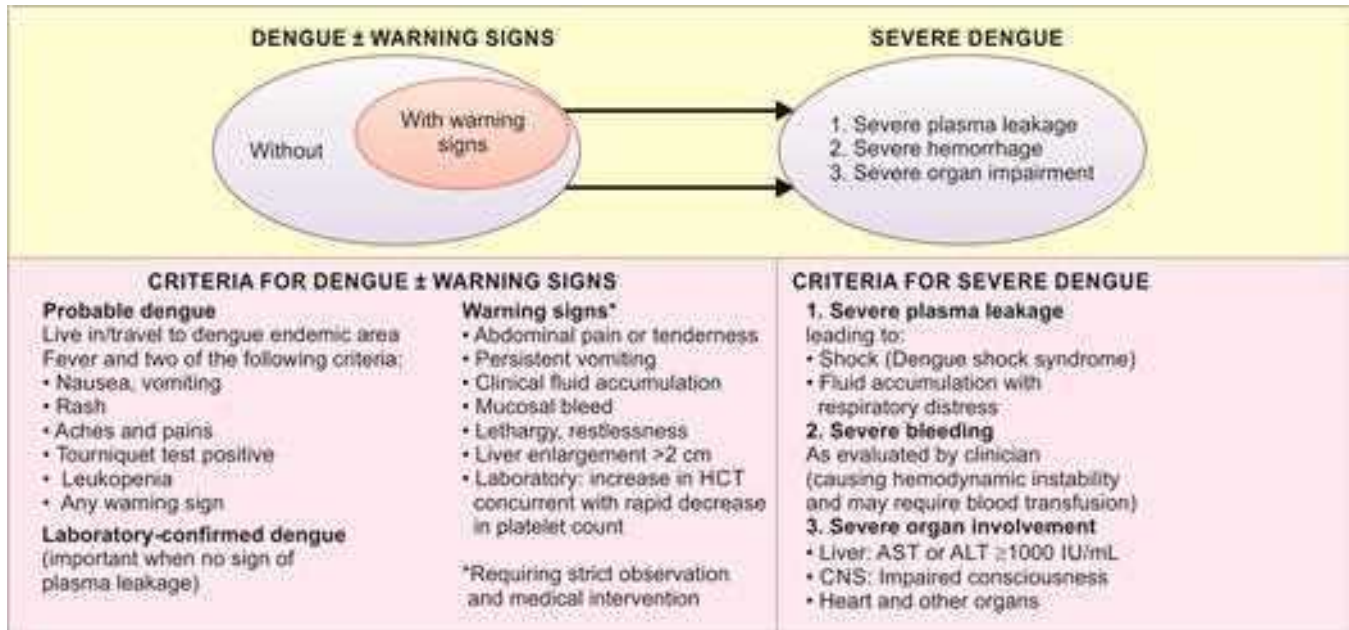 DENGUE ± WARNING SIGNS
SEVERE DENGUE
Without
With warning
signs
1. Severe plasma leakage
2. Severe hemorrhage
3. Severe organ impairment
CRITERIA FOR DENGUE ± WARNING SIGNS
Probable dengue
Live in/travel to dengue endemic area
Fever and two of the following criteria:
• Nausea, vomiting
• Rash
• Aches and pains
• Tourniquet test positive
• Leukopenia
• Any warning sign
Laboratory-confirmed dengue
(important when no sign of
plasma leakage)
Warning signs*
• Abdominal pain or tenderness
• Persistent vomiting
• Clinical fluid accumulation
• Mucosal bleed
• Lethargy, restlessness
• Liver enlargement >2 cm
• Laboratory: increase in HCT
concurrent with rapid decrease
in platelet count
*Requiring strict observation
and medical intervention
CRITERIA FOR SEVERE DENGUE
1. Severe plasma leakage
leading to:
• Shock (Dengue shock syndrome)
• Fluid accumulation with
respiratory distress
2. Severe bleeding
As evaluated by clinician
(causing hemodynamic instability
and may require blood transfusion)
3. Severe organ involvement
• Liver: AST or ALT ≥1000 IU/mL
• CNS: Impaired consciousness
• Heart and other organs